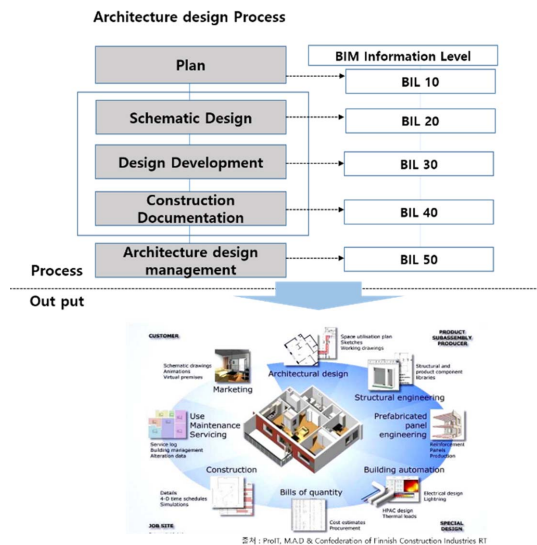 Architecture design Process
Plan
BIM Information Level
BIL 10
Schematic Design
BIL 20
Design Development
BIL 30
Construction
Documentation
BIL 40
Architecture design
management
BIL 50
Process
Out put
CUSTOMER
PRODUCT
SUBASSEMBLY
PRODUCER
Space utilisation plan
Sketches
Working drawings
Architectural design
Schematic drawings
Animations
Virtual premises
Marketing
Structural and
product component
libraries
Structural engineering
Use
Maintenance
Servicing
Service log
Building management
Alteration data
Prefabricated
panel
engineering
Reinforcement
Panels
Production
Construction
Details
4-D time schedules
Simulations
Bills of quantity
Cost estimates
Procurement
Building automation
Electrical design
Lightning
HPAC design
Thermal loads
JOB SITE
SPECIAL
DESIGN
출처 : ProIT, M.A.D & Confederation of Finnish Construction Industries RT